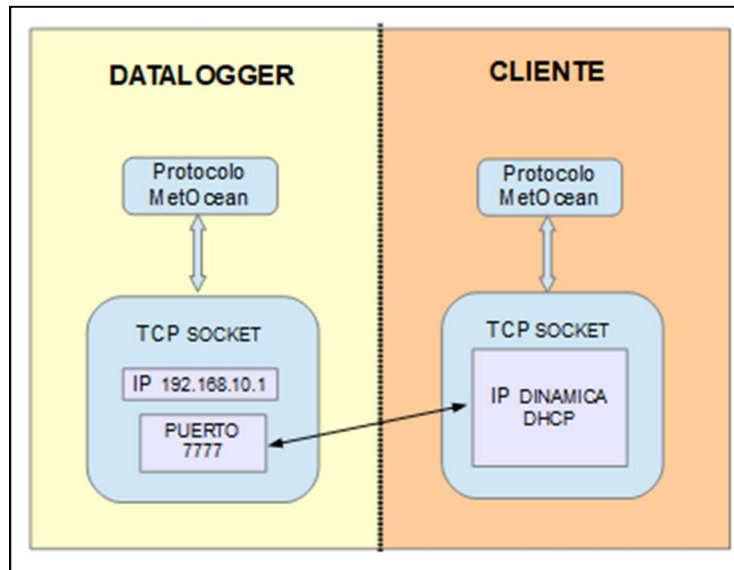 DATALOGGER
Protocolo
MetOcean
TCP SOCKET
IP 192.168.10.1
PUERTO
7777
CLIENTE
Protocolo
MetOcean
TCP SOCKET
IP DINAMICA
DHCP